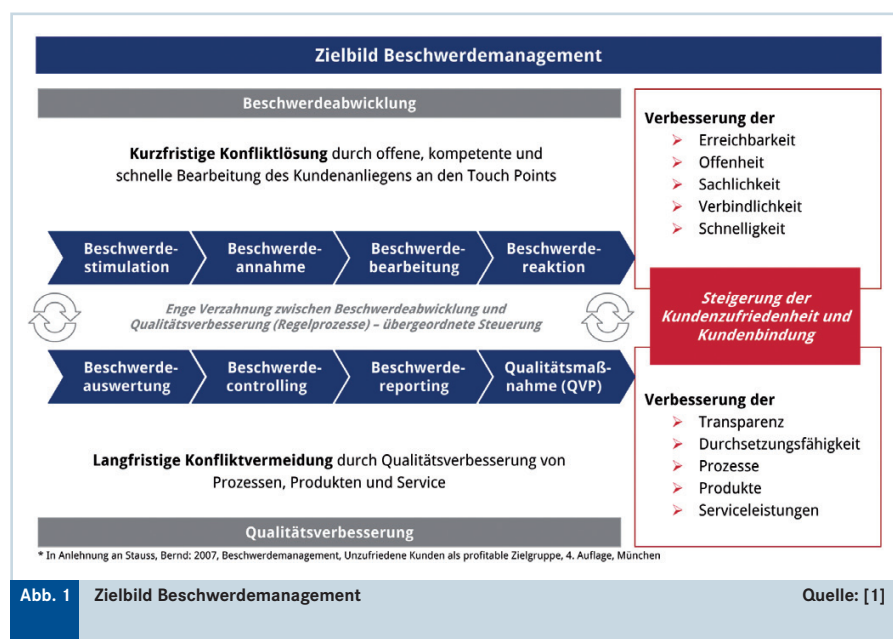 Zielbild Beschwerdemanagement
Beschwerdeabwicklung
Kurzfristige Konfliktlösung durch offene, kompetente und
schnelle Bearbeitung des Kundenanliegens an den Touch Points
Beschwerde-
stimulation
Beschwerde-
annahme
Beschwerde-
bearbeitung
Beschwerde-
reaktion
Enge Verzahnung zwischen Beschwerdeabwicklung und
Qualitätsverbesserung (Regelprozesse) – übergeordnete Steuerung
Beschwerde-
auswertung
Beschwerde-
controlling
Beschwerde-
reporting
Qualitätsmaß-
nahme (QVP)
Langfristige Konfliktvermeidung durch Qualitätsverbesserung von
Prozessen, Produkten und Service
Qualitätsverbesserung
Verbesserung der
Erreichbarkeit
Offenheit
Sachlichkeit
Verbindlichkeit
Schnelligkeit
Steigerung der
Kundenzufriedenheit und
Kundenbindung
Verbesserung der
Transparenz
Durchsetzungsfähigkeit
Prozesse
Produkte
Serviceleistungen
* In Anlehnung an Stauss, Bernd: 2007, Beschwerdemanagement, Unzufriedene Kunden als profitable Zielgruppe, 4. Auflage, München
Abb. 1 Zielbild Beschwerdemanagement Quelle: [1]